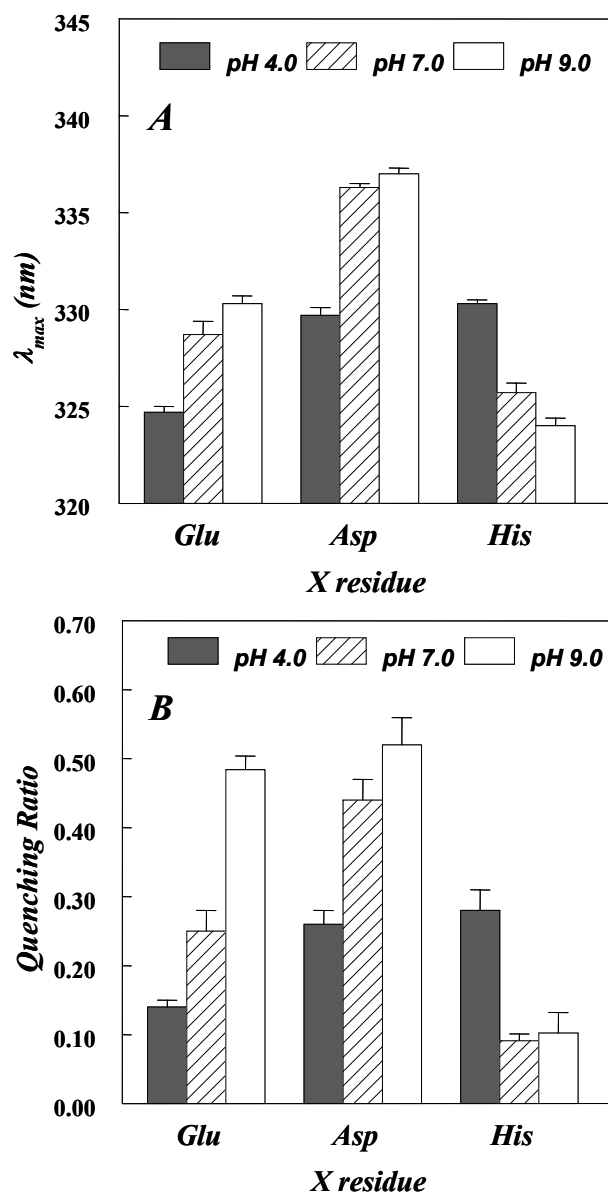 345
340
335
330
325
320
λmax (nm)
pH 4.0 pH 7.0 pH 9.0
A
Glu Asp His
X residue
0.70
0.60
0.50
0.40
0.30
0.20
0.10
0.00
Quenching Ratio
pH 4.0 pH 7.0 pH 9.0
B
Glu Asp His
X residue